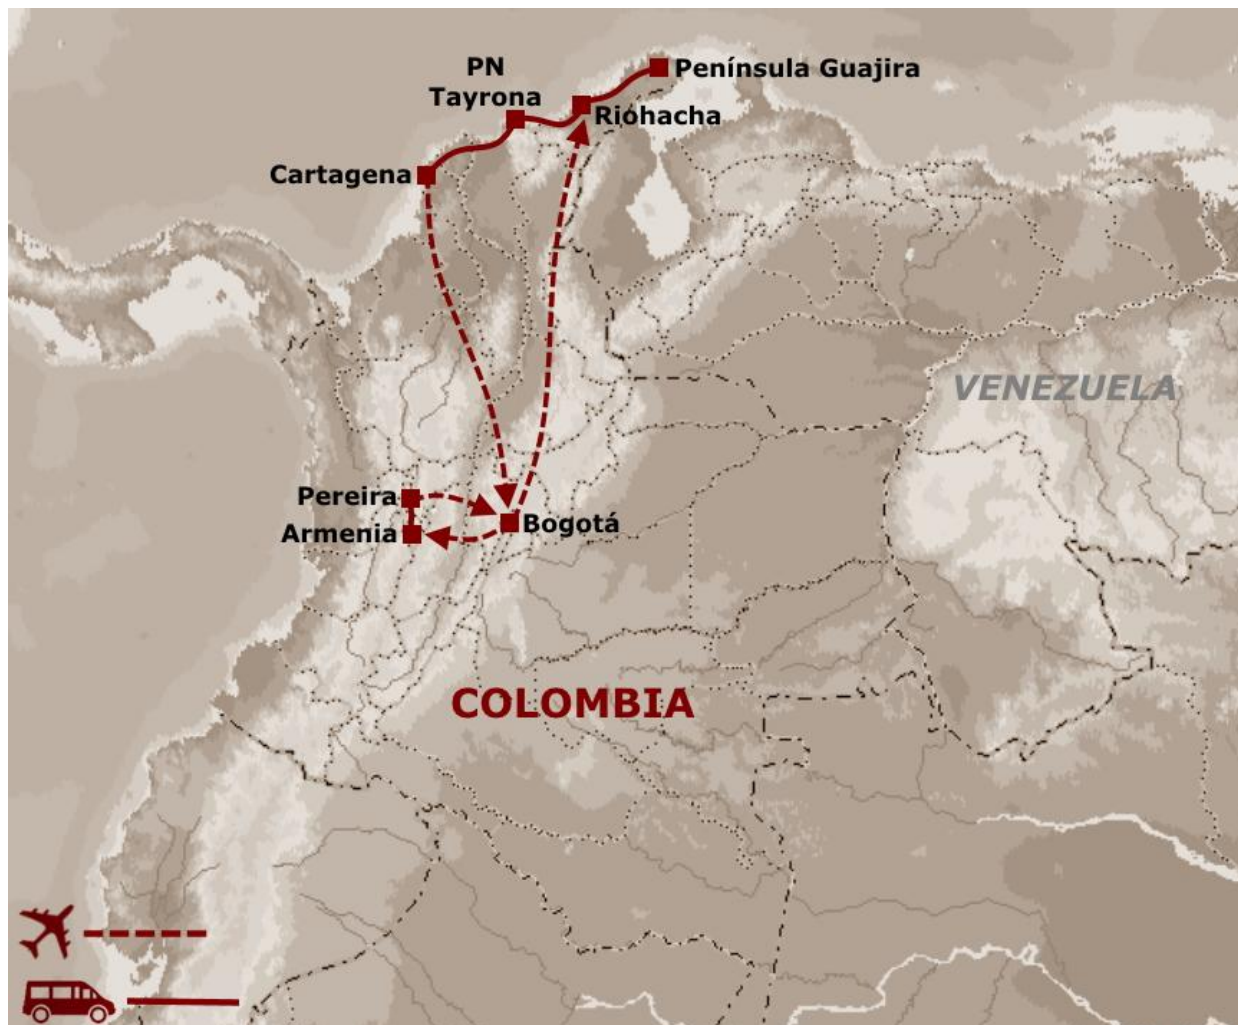 PN
Tayrona
Península Guajira
Riohacha
Cartagena
VENEZUELA
Pereira
Armenia
Bogotá
COLOMBIA